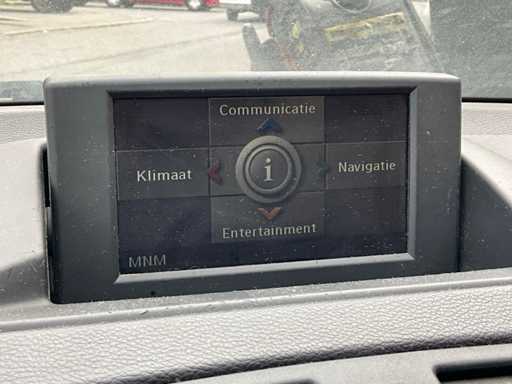 Communicatie
Klimaat
i
Navigatie
Entertainment
MNM